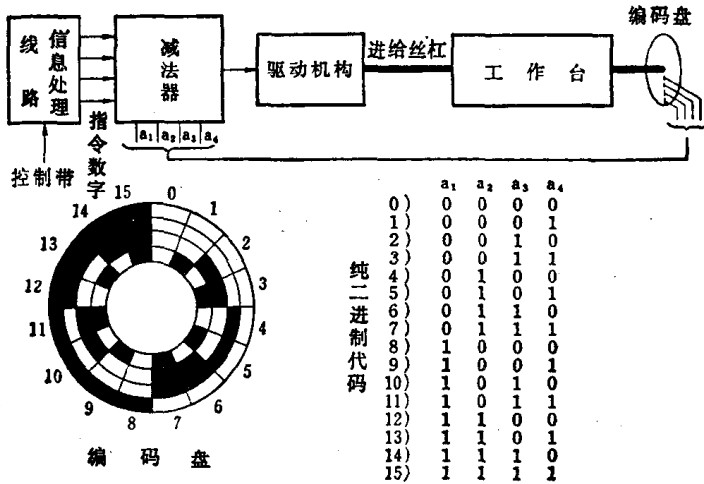 编码盘
线路
信息处理
减法器
驱动机构
进给丝杠
工作台
a₁ a₂ a₃ a₄
指令数字
控制带
0
1
2
3
4
5
6
7
8
9
10
11
12
13
14
15
编码盘
纯二进制代码
a₁ a₂ a₃ a₄
0) 0 0 0 0
1) 0 0 0 1
2) 0 0 1 0
3) 0 0 1 1
4) 0 1 0 0
5) 0 1 0 1
6) 0 1 1 0
7) 0 1 1 1
8) 1 0 0 0
9) 1 0 0 1
10) 1 0 1 0
11) 1 0 1 1
12) 1 1 0 0
13) 1 1 0 1
14) 1 1 1 0
15) 1 1 1 1